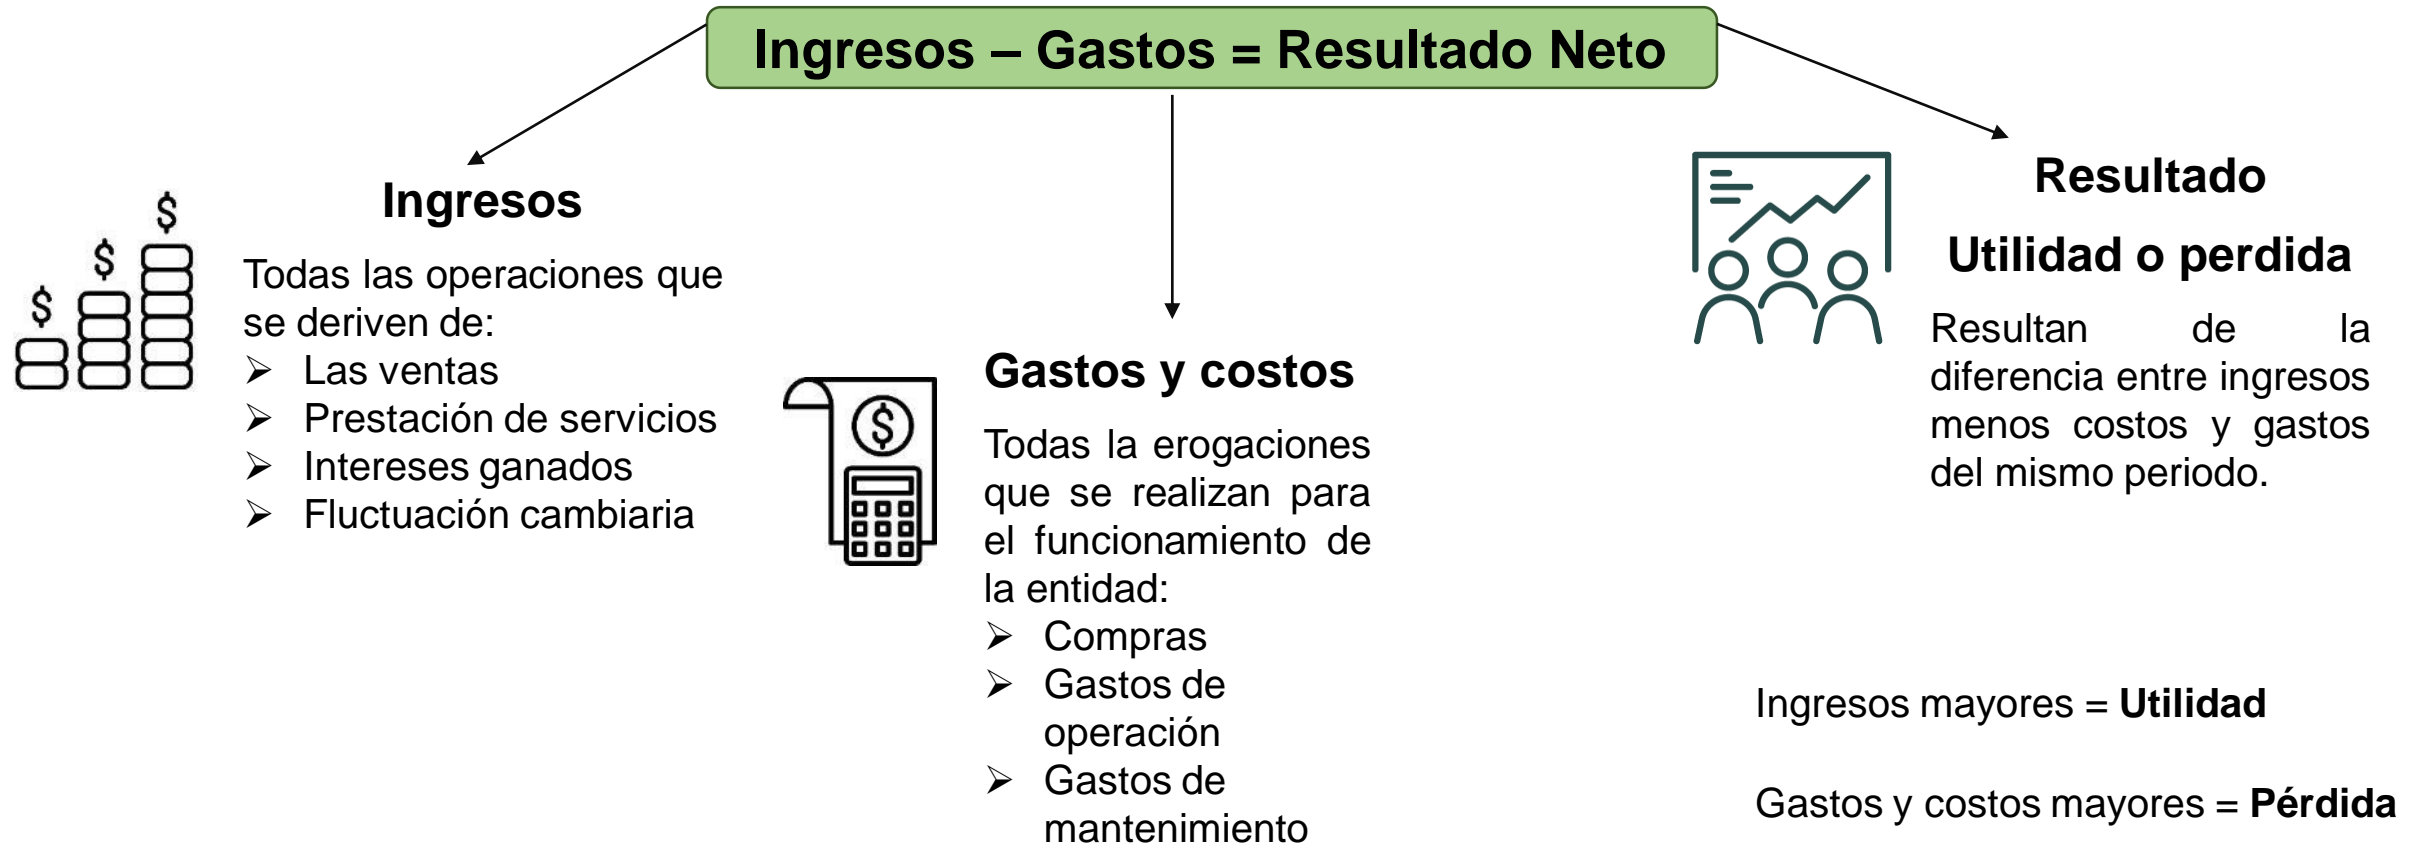 Ingresos – Gastos = Resultado Neto
Ingresos
Todas las operaciones que
se deriven de:
➢ Las ventas
➢ Prestación de servicios
➢ Intereses ganados
➢ Fluctuación cambiaria
$
$
$
Gastos y costos
$
Todas la erogaciones
que se realizan para
el funcionamiento de
la entidad:
➢ Compras
➢ Gastos de
operación
➢ Gastos de
mantenimiento
Resultado
Utilidad o perdida
Resultan de la
diferencia entre ingresos
menos costos y gastos
del mismo periodo.
Ingresos mayores = Utilidad
Gastos y costos mayores = Pérdida